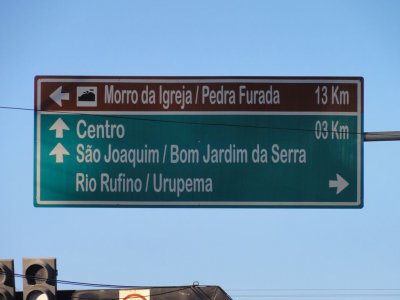 Morro da Igreja / Pedra Furada 13 Km
Centro 03 Km
São Joaquim / Bom Jardim da Serra
Rio Rufino / Urupema